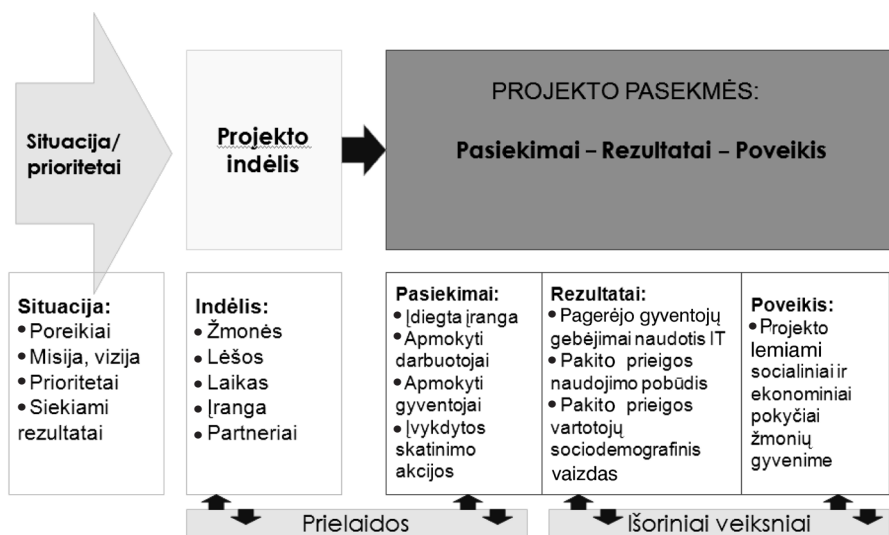 Situacija/
prioritetai
Projekto
indėlis
PROJEKTO PASEKMĖS:
Pasiekimai – Rezultatai – Poveikis
Situacija:
• Poreikiai
• Misija, vizija
• Prioritetai
• Siekiami
rezultatai
Indėlis:
• Žmonės
• Lėšos
• Laikas
• Įranga
• Partneriai
Pasiekimai:
• Įdiegta įranga
• Apmokyti
darbuotojai
• Apmokyti
gyventojai
• Įvykdytos
skatinimo
akcijos
Rezultatai:
• Pagerėjo gyventojų
gebėjimai naudotis IT
• Pakito prieigos
naudojimo pobūdis
• Pakito prieigos
vartotojų
sociodemografinis
vaizdas
Poveikis:
• Projekto
lemiami
socialiniai ir
ekonominiai
pokyčiai
žmonių
gyvenime
Prielaidos
Išoriniai veiksniai